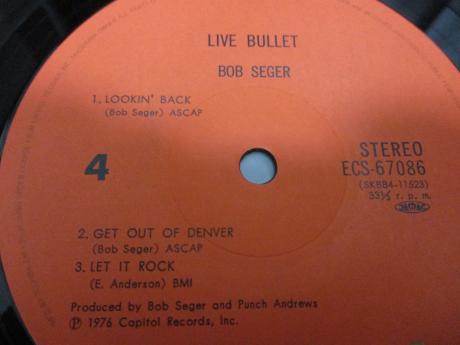 LIVE BULLET
BOB SEGER
1. LOOKIN' BACK
(Bob Seger) ASCAP
4
STEREO
ECS-67086
(SKBB4-11523)
33⅓ r. p. m.
2. GET OUT OF DENVER
(Bob Seger) ASCAP
3. LET IT ROCK
(E. Anderson) BMI
Produced by Bob Seger and Punch Andrews
℗ 1976 Capitol Records, Inc.